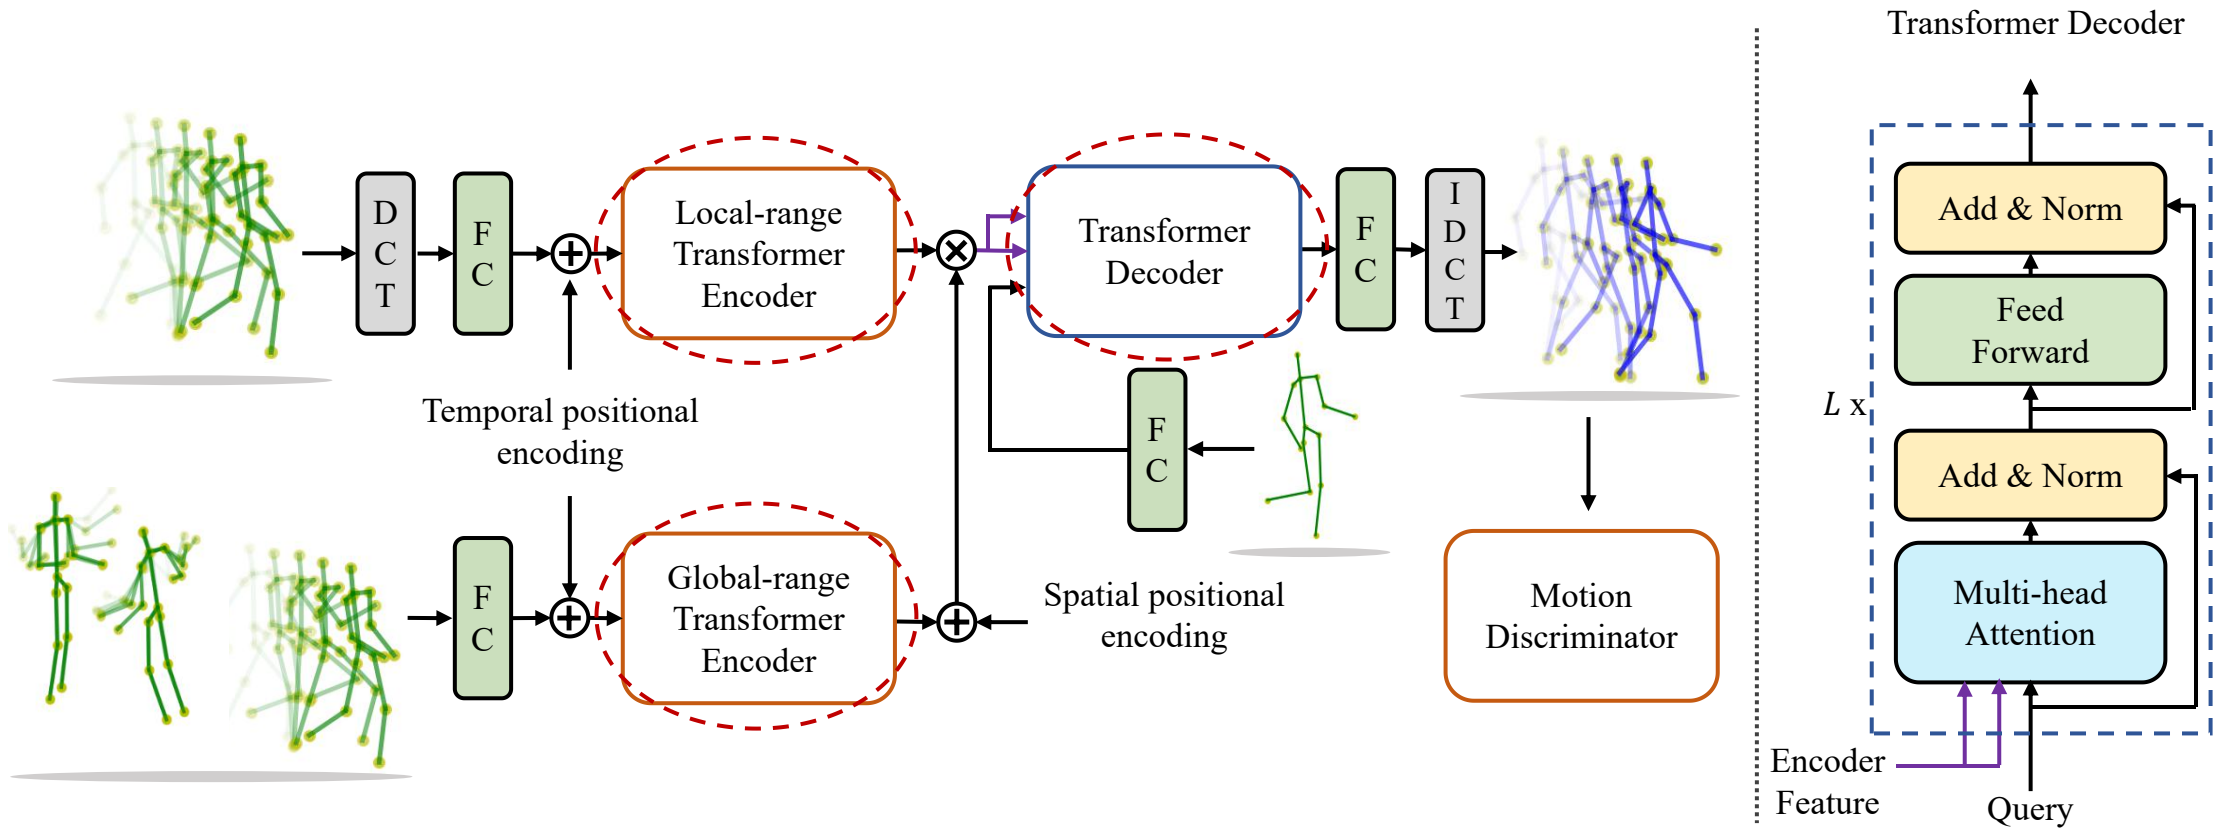 Transformer Decoder
D
C
T
F
C
Local-range
Transformer
Encoder
Transformer
Decoder
F
C
I
D
C
T
Temporal positional
encoding
F
C
F
C
Global-range
Transformer
Encoder
Spatial positional
encoding
Motion
Discriminator
Add & Norm
Feed
Forward
L x
Add & Norm
Multi-head
Attention
Encoder
Feature
Query